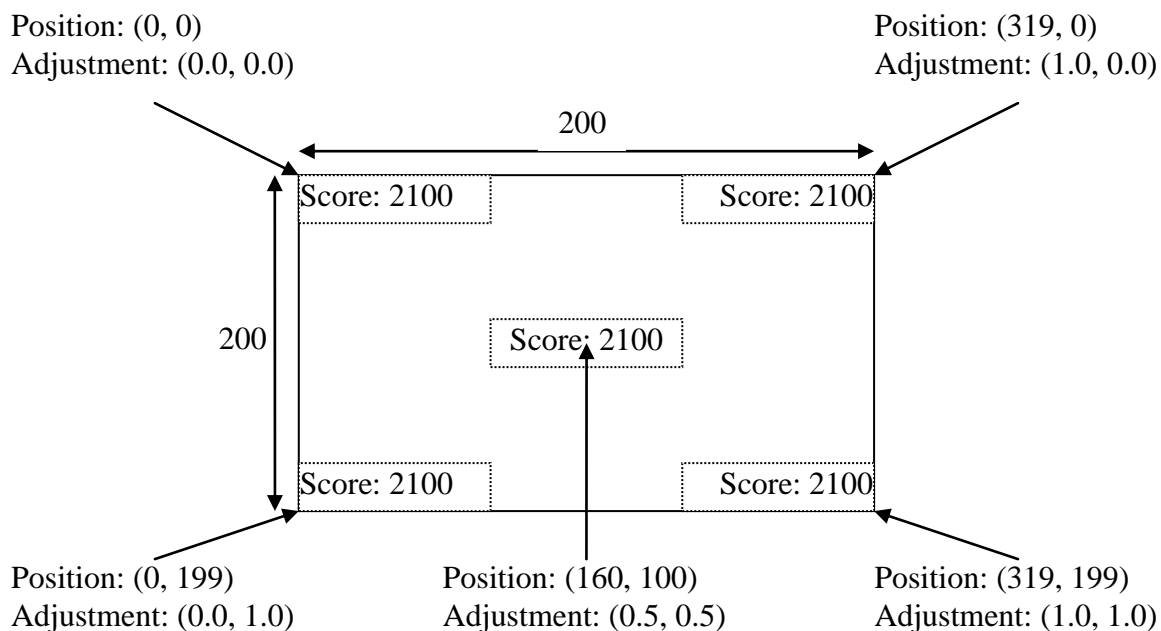 Position: (0, 0)
Adjustment: (0.0, 0.0)
Position: (319, 0)
Adjustment: (1.0, 0.0)
200
Score: 2100
Score: 2100
200
Score: 2100
Score: 2100
Score: 2100
Position: (0, 199)
Adjustment: (0.0, 1.0)
Position: (160, 100)
Adjustment: (0.5, 0.5)
Position: (319, 199)
Adjustment: (1.0, 1.0)